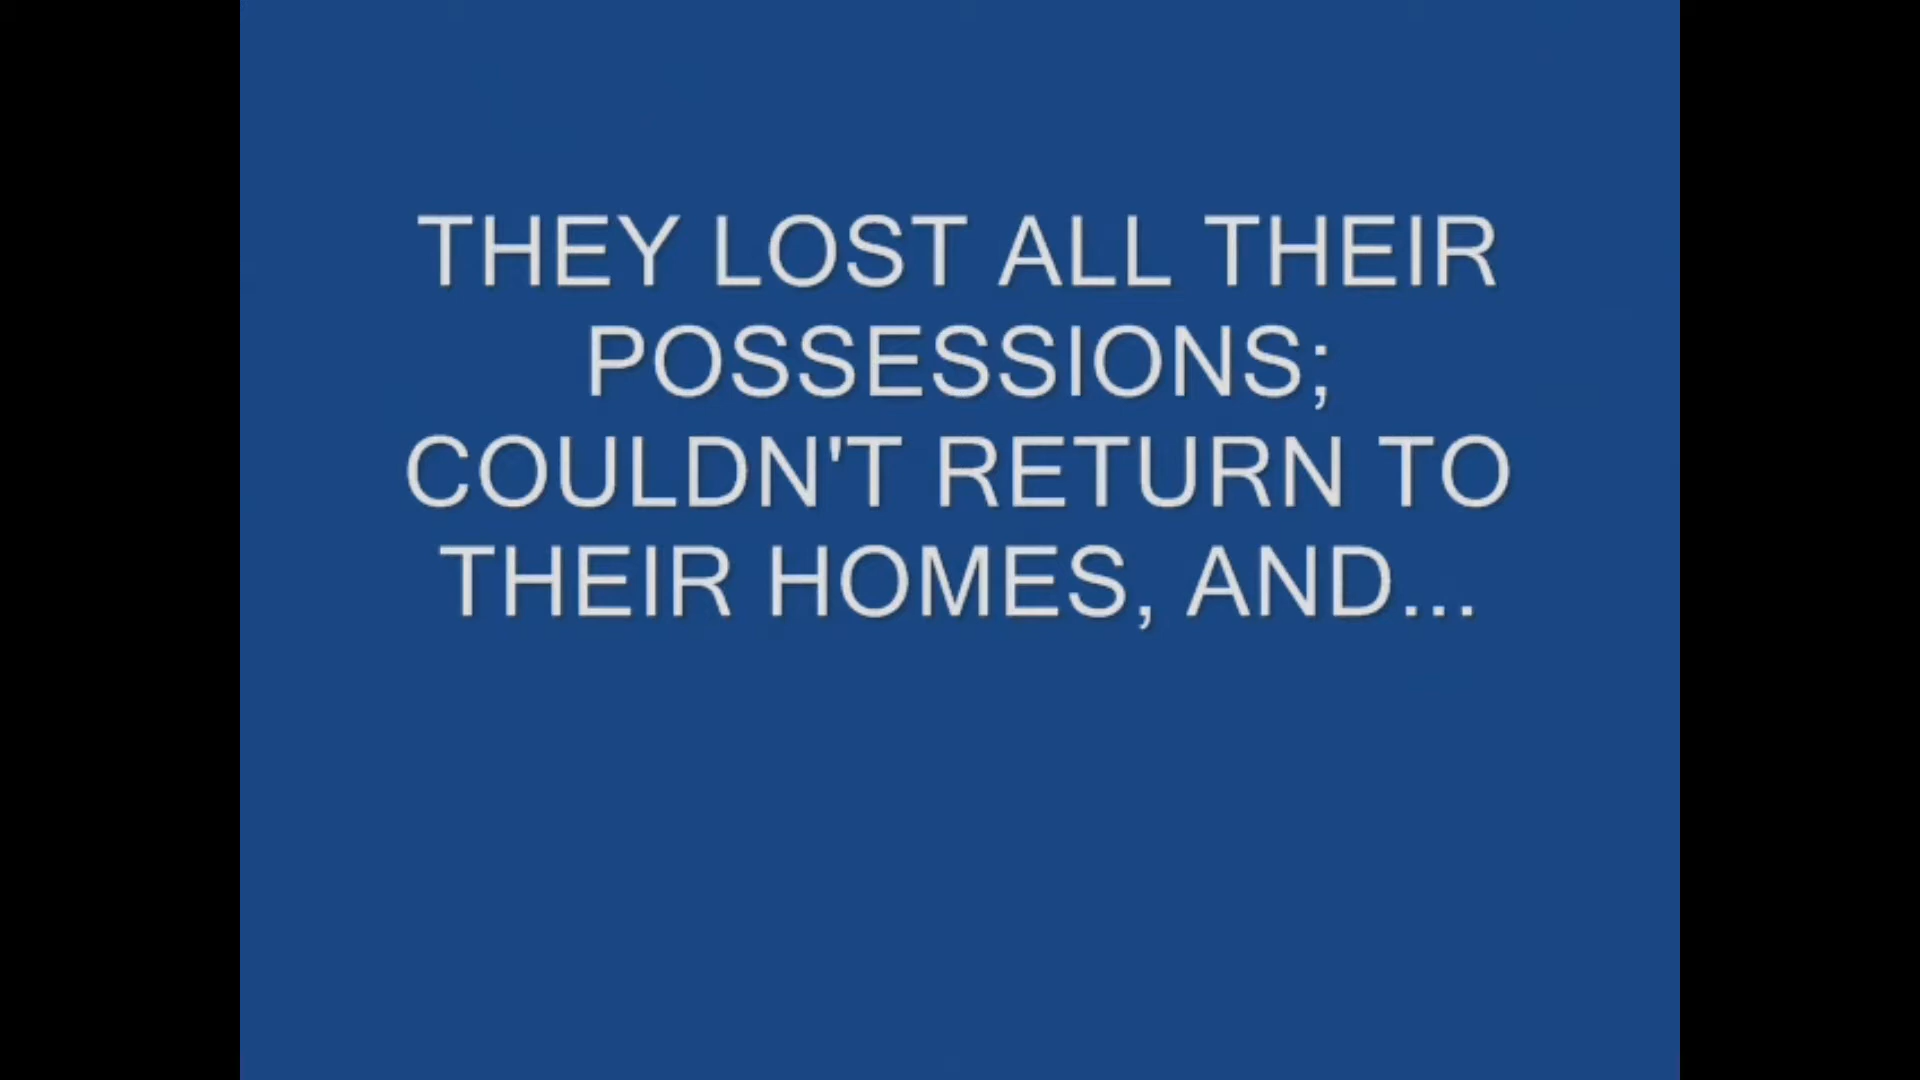 THEY LOST ALL THEIR
POSSESSIONS;
COULDN'T RETURN TO
THEIR HOMES, AND...